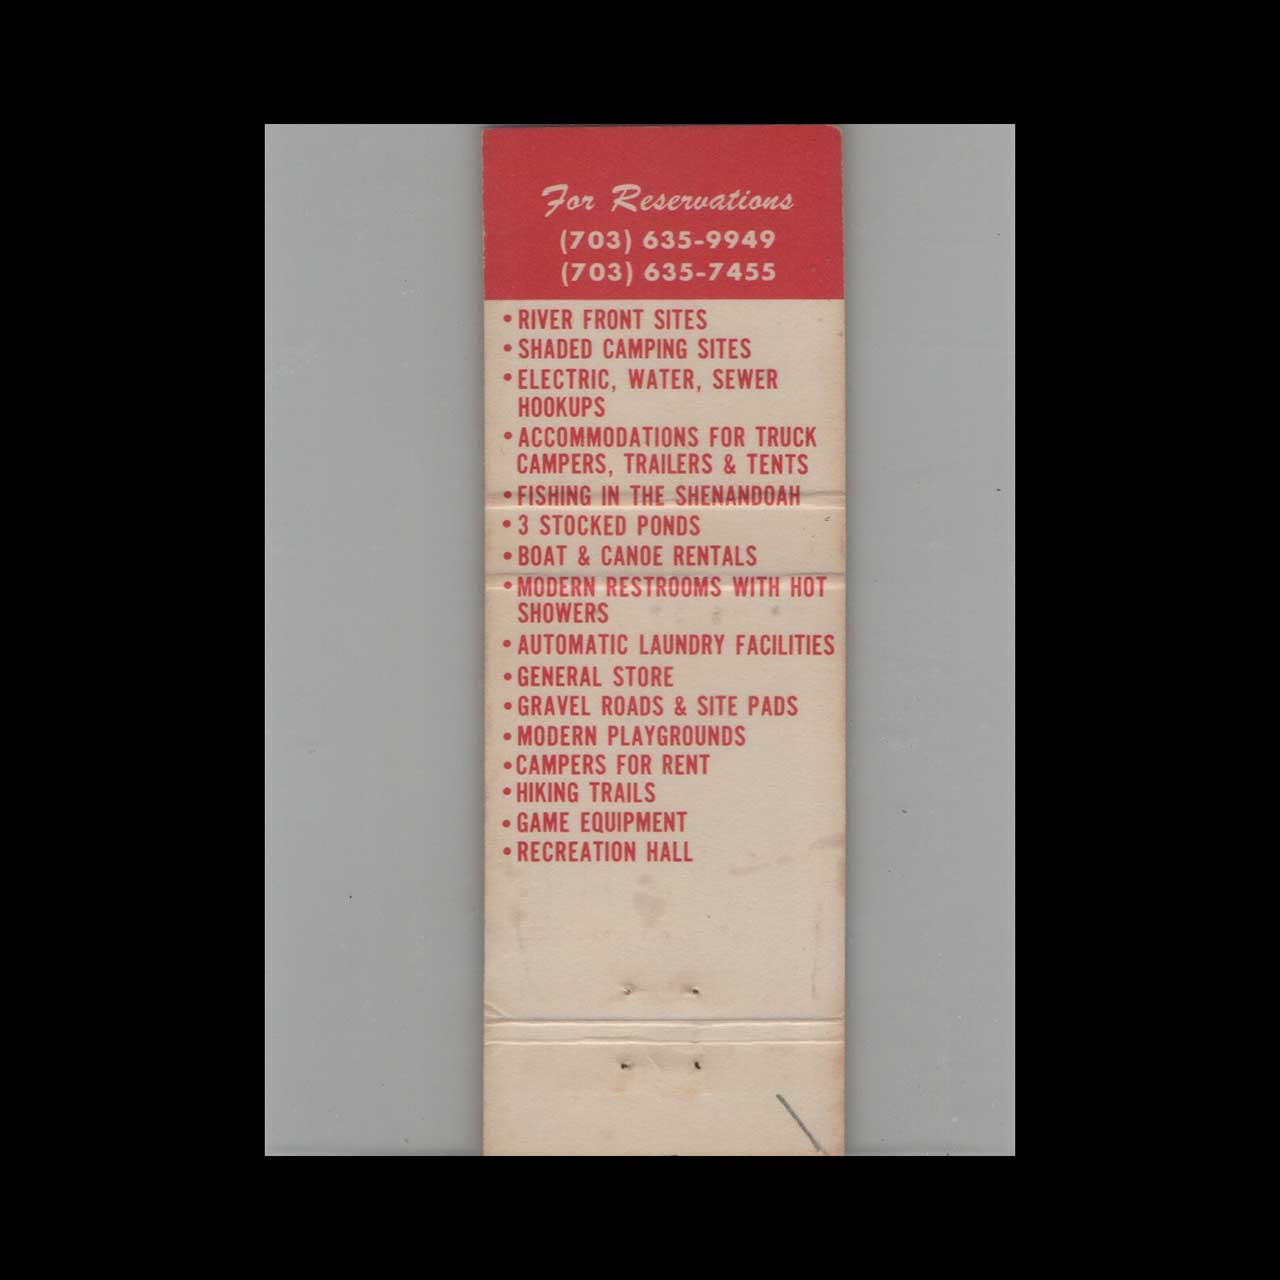 For Reservations
(703) 635-9949
(703) 635-7455
• RIVER FRONT SITES
• SHADED CAMPING SITES
• ELECTRIC, WATER, SEWER
HOOKUPS
• ACCOMMODATIONS FOR TRUCK
CAMPERS, TRAILERS & TENTS
• FISHING IN THE SHENANDOAH
• 3 STOCKED PONDS
• BOAT & CANOE RENTALS
• MODERN RESTROOMS WITH HOT
SHOWERS
• AUTOMATIC LAUNDRY FACILITIES
• GENERAL STORE
• GRAVEL ROADS & SITE PADS
• MODERN PLAYGROUNDS
• CAMPERS FOR RENT
• HIKING TRAILS
• GAME EQUIPMENT
• RECREATION HALL